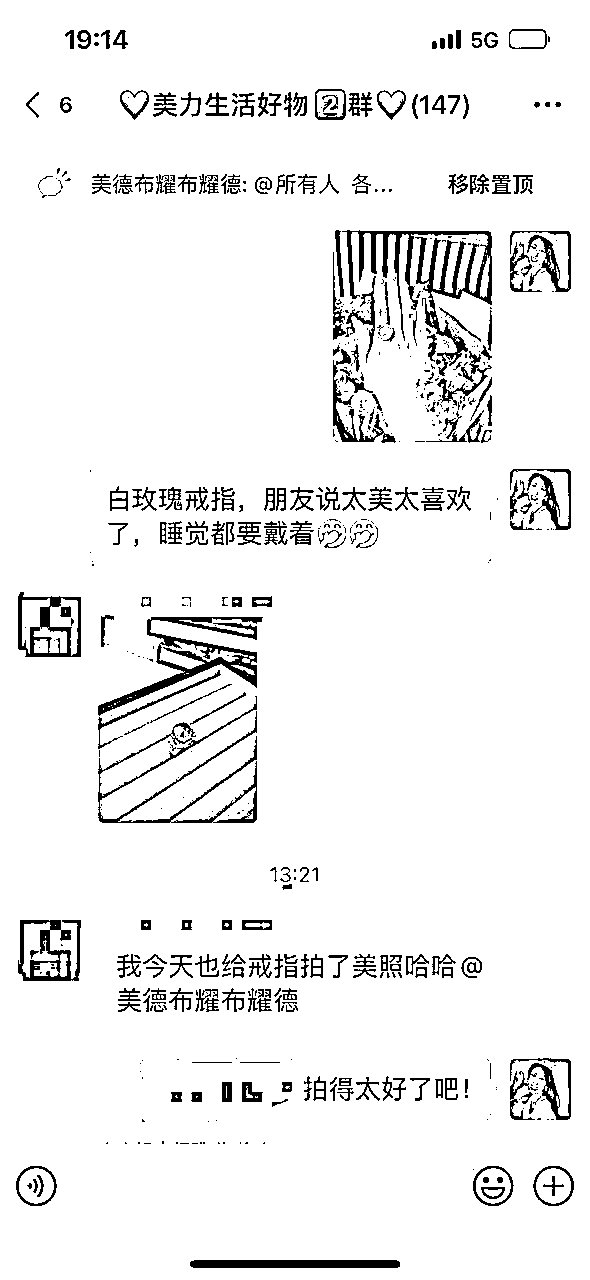 19:14
5G
6
♡美力生活好物2️⃣群♡(147)
美德布耀布耀德: @所有人 各...
移除置顶
白玫瑰戒指，朋友说太美太喜欢
了，睡觉都要戴着🤭🤭
13:21
我今天也给戒指拍了美照哈哈@
美德布耀布耀德
拍得太好了吧！